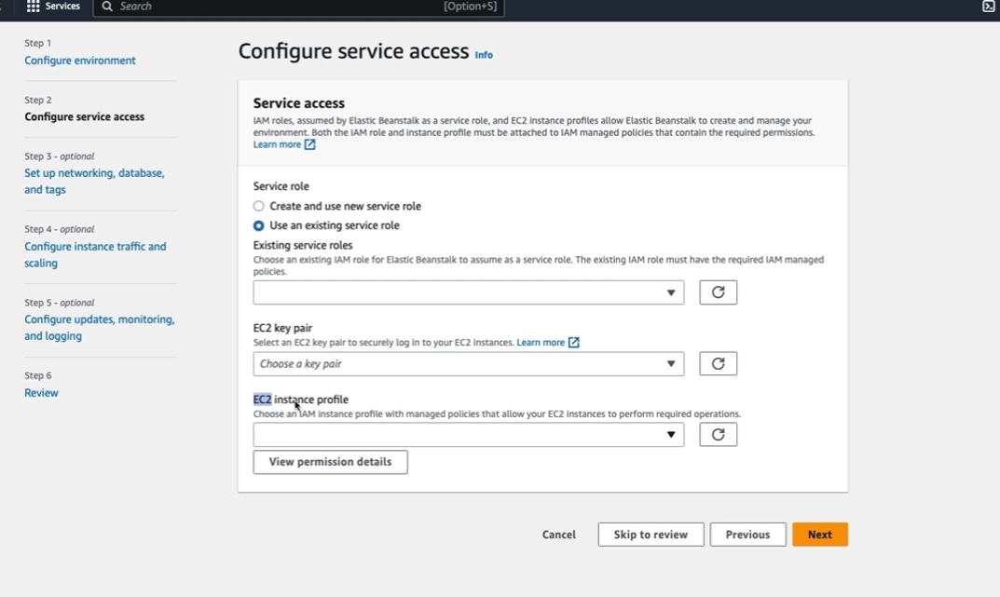 Services
Search
[Option+S]
Step 1
Configure environment
Step 2
Configure service access
Step 3 - optional
Set up networking, database,
and tags
Step 4 - optional
Configure instance traffic and
scaling
Step 5 - optional
Configure updates, monitoring,
and logging
Step 6
Review
Configure service access Info
Service access
IAM roles, assumed by Elastic Beanstalk as a service role, and EC2 instance profiles allow Elastic Beanstalk to create and manage your
environment. Both the IAM role and instance profile must be attached to IAM managed policies that contain the required permissions.
Learn more
Service role
Create and use new service role
Use an existing service role
Existing service roles
Choose an existing IAM role for Elastic Beanstalk to assume as a service role. The existing IAM role must have the required IAM managed
policies.
EC2 key pair
Select an EC2 key pair to securely log in to your EC2 instances. Learn more
Choose a key pair
EC2 instance profile
Choose an IAM instance profile with managed policies that allow your EC2 instances to perform required operations.
View permission details
Cancel
Skip to review
Previous
Next